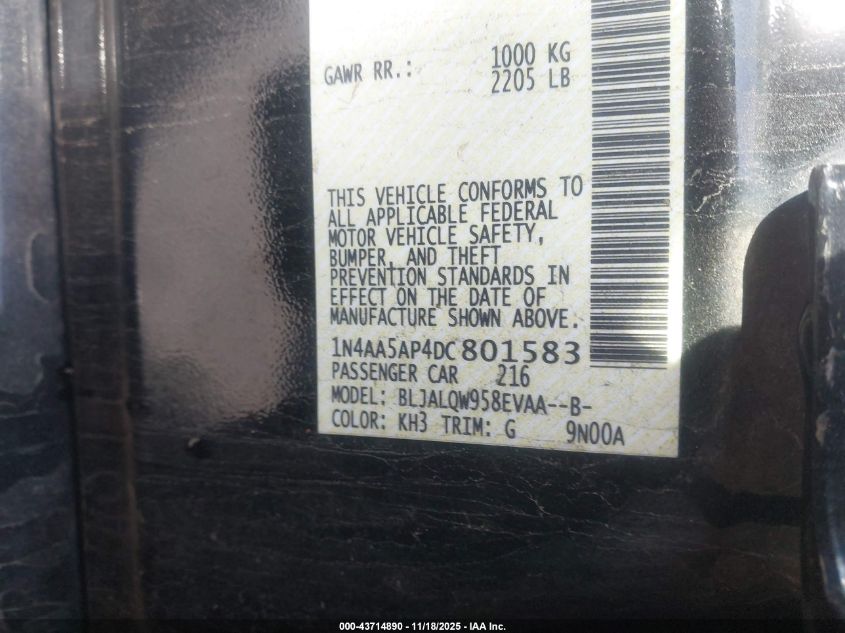 GAWR RR.: 1000 KG
2205 LB
THIS VEHICLE CONFORMS TO
ALL APPLICABLE FEDERAL
MOTOR VEHICLE SAFETY,
BUMPER, AND THEFT
PREVENTION STANDARDS IN
EFFECT ON THE DATE OF
MANUFACTURE SHOWN ABOVE.
1N4AA5AP4DC801583
PASSENGER CAR 216
MODEL: BLJALQW958EVAA--B-
COLOR: KH3 TRIM: G 9N00A
000-43714890 - 11/18/2025 - IAA Inc.